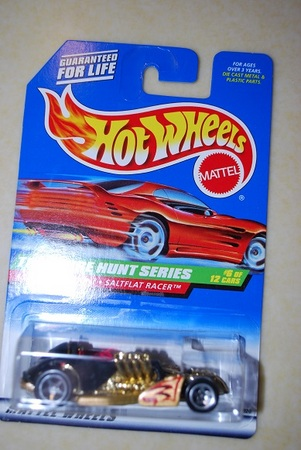 GUARANTEED
FOR LIFE
FOR AGES
OVER 3 YEARS.
DIE CAST METAL &
PLASTIC PARTS
Hot Wheels
MATTEL
HUNT SERIES
#6 OF
12 CARS
SALTFLAT RACER™
WHEELS